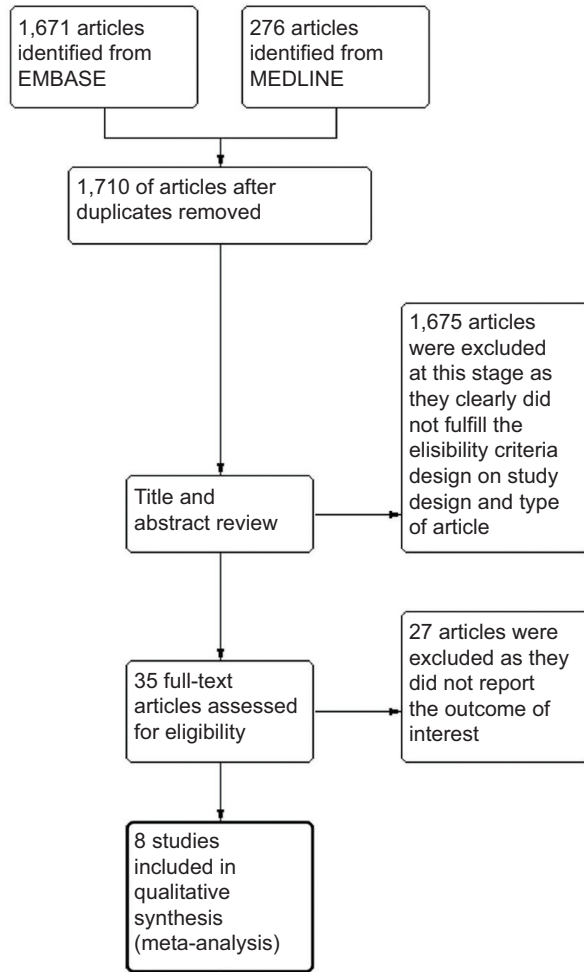 1,671 articles
identified from
EMBASE
276 articles
identified from
MEDLINE
1,710 of articles after
duplicates removed
1,675 articles
were excluded
at this stage as
they clearly did
not fulfill the
elisibility criteria
design on study
design and type
of article
Title and
abstract review
27 articles were
excluded as they
did not report
the outcome of
interest
35 full-text
articles assessed
for eligibility
8 studies
included in
qualitative
synthesis
(meta-analysis)